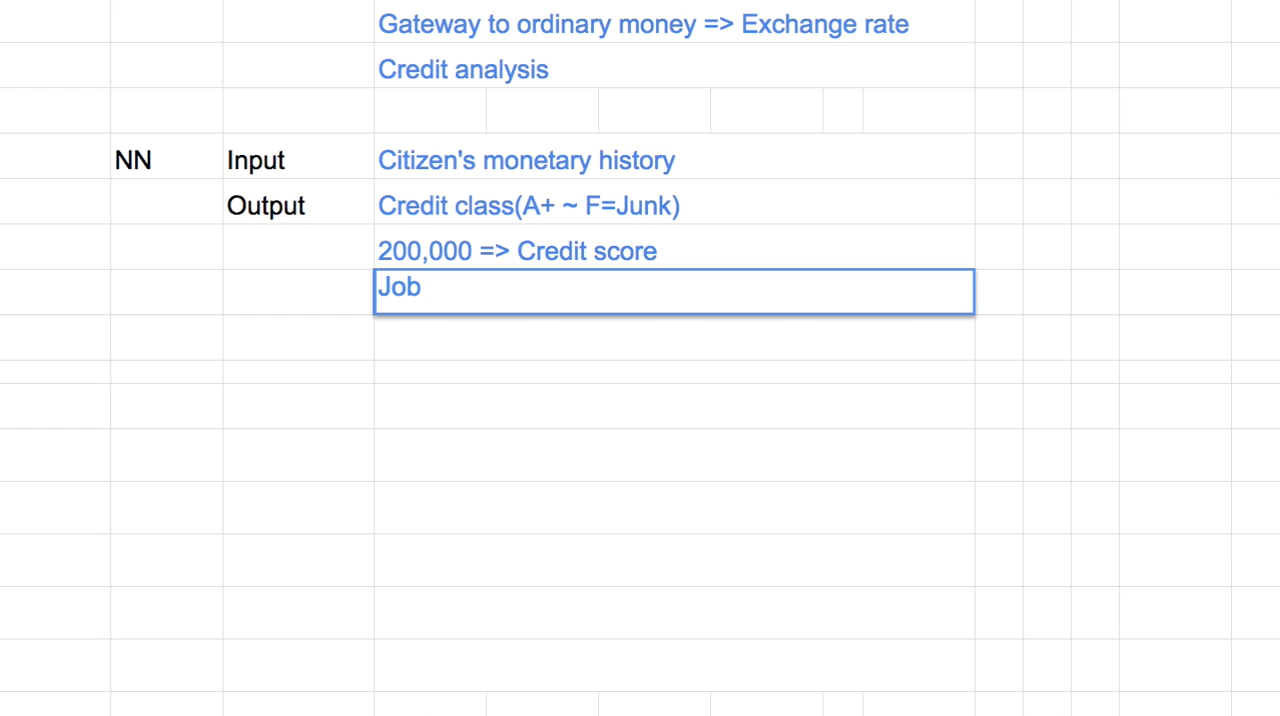 Gateway to ordinary money => Exchange rate
Credit analysis
NN Input Citizen's monetary history
Output Credit class(A+ ~ F=Junk)
200,000 => Credit score
Job